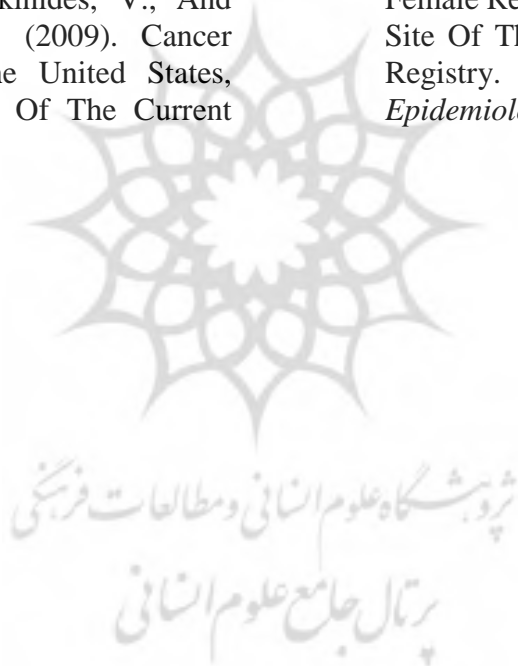 kinides, V., And
(2009). Cancer
he United States,
Of The Current
Female Re
Site Of Th
Registry.
Epidemiolo
پژوهشگاه علوم انسانی و مطالعات فرهنگی
پرتال جامع علوم انسانی